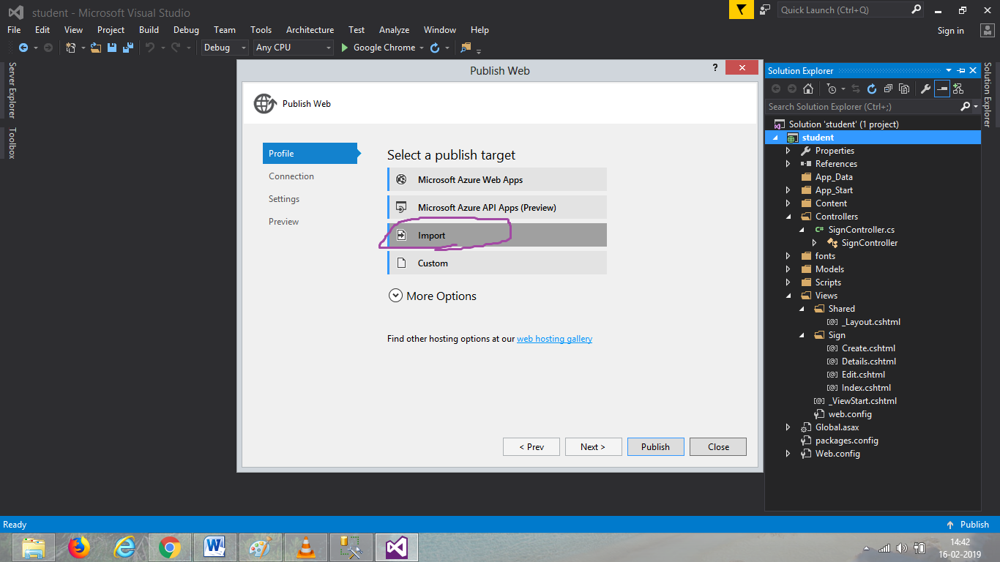 student - Microsoft Visual Studio
Quick Launch (Ctrl+Q)
File Edit View Project Build Debug Team Tools Architecture Test Analyze Window Help
Sign in
Debug Any CPU Google Chrome
Server Explorer
Toolbox
Publish Web
?
Publish Web
Profile
Connection
Settings
Preview
Select a publish target
Microsoft Azure Web Apps
Microsoft Azure API Apps (Preview)
Import
Custom
More Options
Find other hosting options at our web hosting gallery
< Prev Next > Publish Close
Solution Explorer
Solution Explorer
Search Solution Explorer (Ctrl+;)
Solution 'student' (1 project)
student
Properties
References
App_Data
App_Start
Content
Controllers
C# SignController.cs
SignController
fonts
Models
Scripts
Views
Shared
[@] _Layout.cshtml
Sign
[@] Create.cshtml
[@] Details.cshtml
[@] Edit.cshtml
[@] Index.cshtml
[@] _ViewStart.cshtml
web.config
Global.asax
packages.config
Web.config
Ready
Publish
14:42
16-02-2019